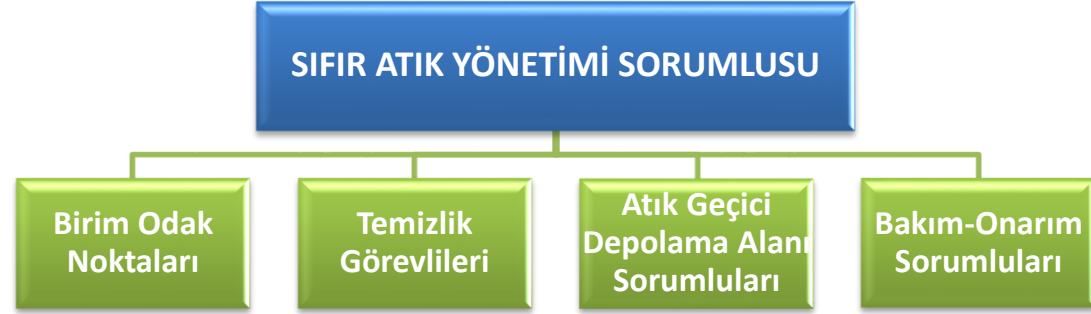 SIFIR ATIK YÖNETİMİ SORUMLUSU
Birim Odak
Noktaları
Temizlik
Görevlileri
Atık Geçici
Depolama Alanı
Sorumluları
Bakım-Onarım
Sorumluları